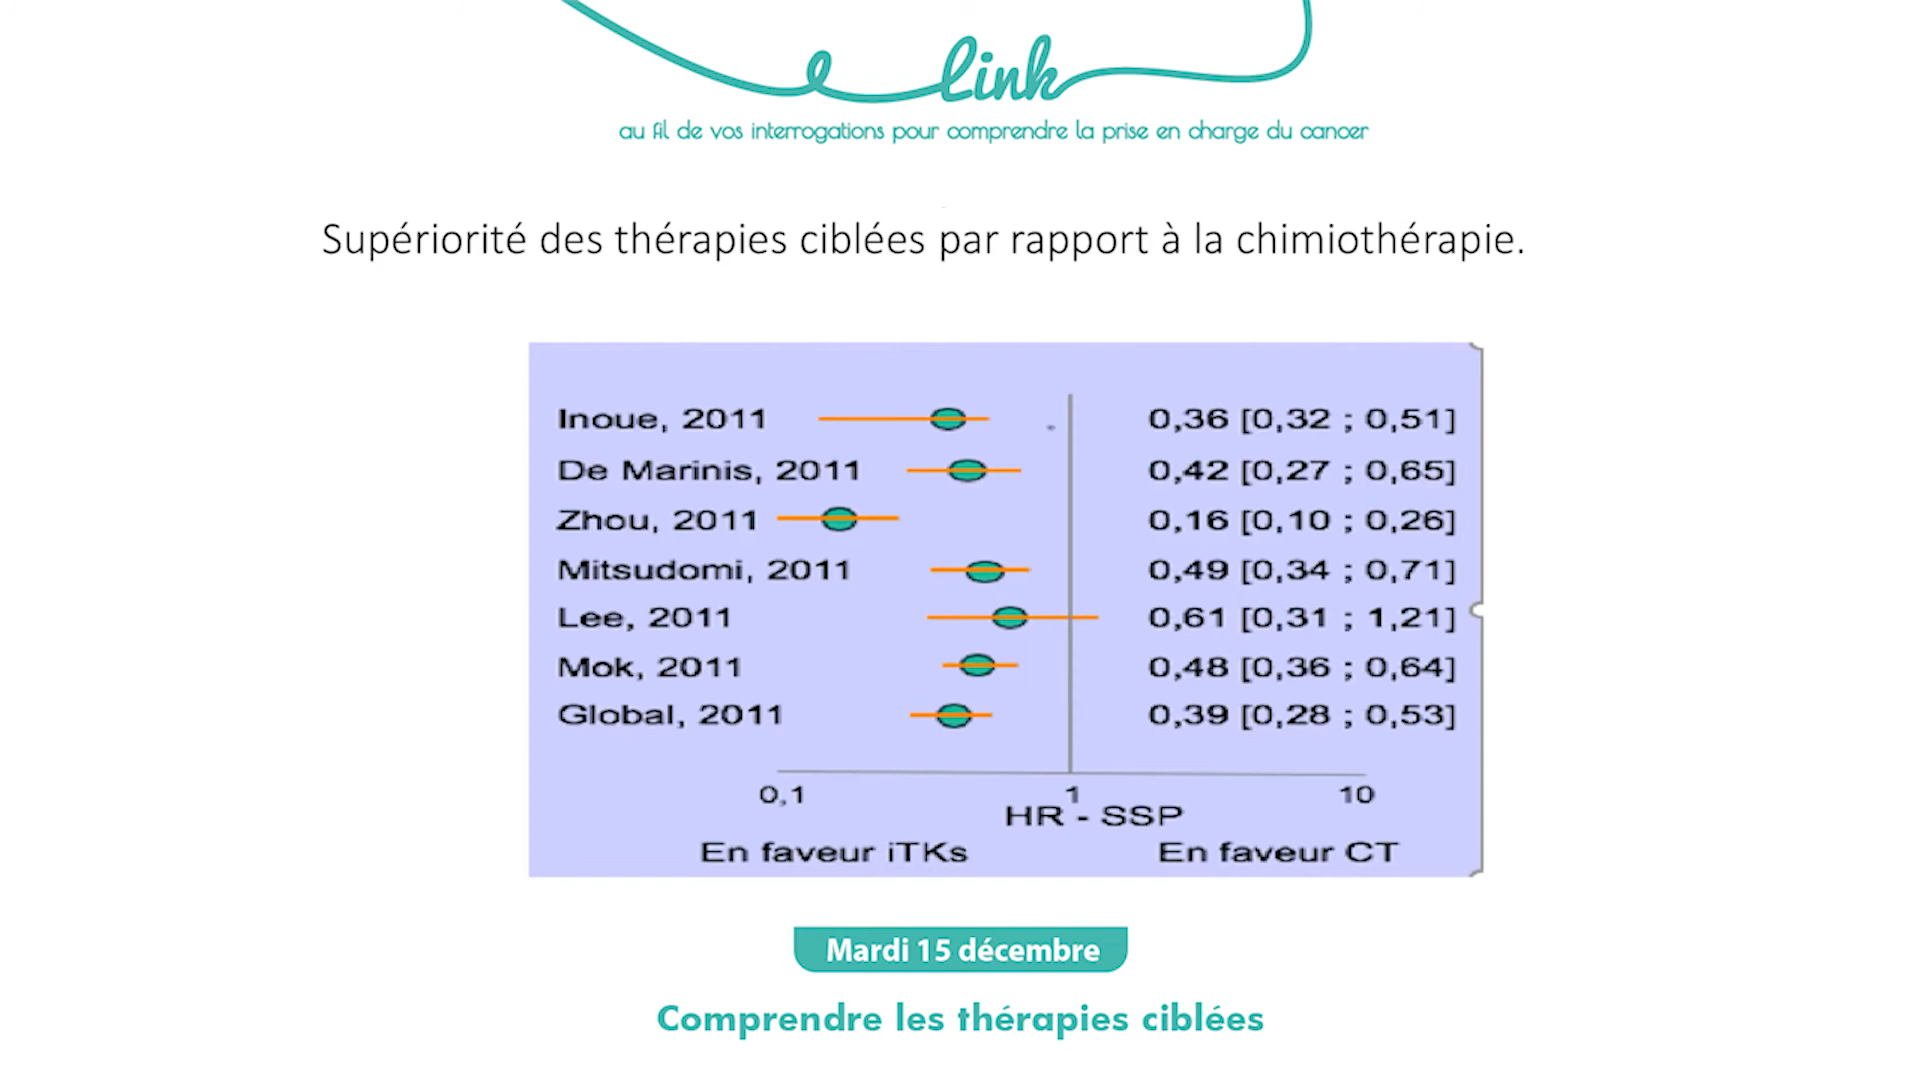 e link
au fil de vos interrogations pour comprendre la prise en charge du cancer
Supériorité des thérapies ciblées par rapport à la chimiothérapie.
Inoue, 2011 0,36 [0,32 ; 0,51]
De Marinis, 2011 0,42 [0,27 ; 0,65]
Zhou, 2011 0,16 [0,10 ; 0,26]
Mitsudomi, 2011 0,49 [0,34 ; 0,71]
Lee, 2011 0,61 [0,31 ; 1,21]
Mok, 2011 0,48 [0,36 ; 0,64]
Global, 2011 0,39 [0,28 ; 0,53]
0,1 1 10
HR - SSP
En faveur iTKs En faveur CT
Mardi 15 décembre
Comprendre les thérapies ciblées